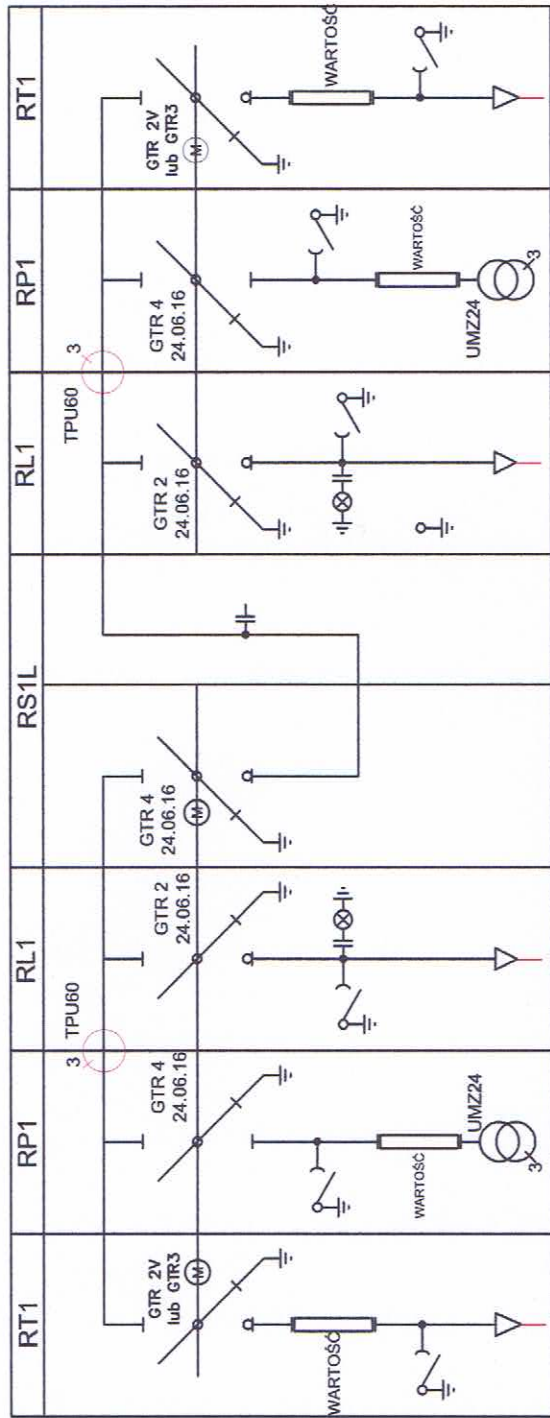 RT1
RP1
RL1
RS1L
RL1
RP1
RT1
3
TPU60
TPU60
3
GTR 2V
lub GTR3
M
GTR 4
24.06.16
GTR 2
24.06.16
GTR 4
24.06.16
M
GTR 2
24.06.16
GTR 4
24.06.16
GTR 2V
lub GTR3
M
WARTOŚĆ
WARTOŚĆ
UMZ24
3
WARTOŚĆ
UMZ24
3
WARTOŚĆ